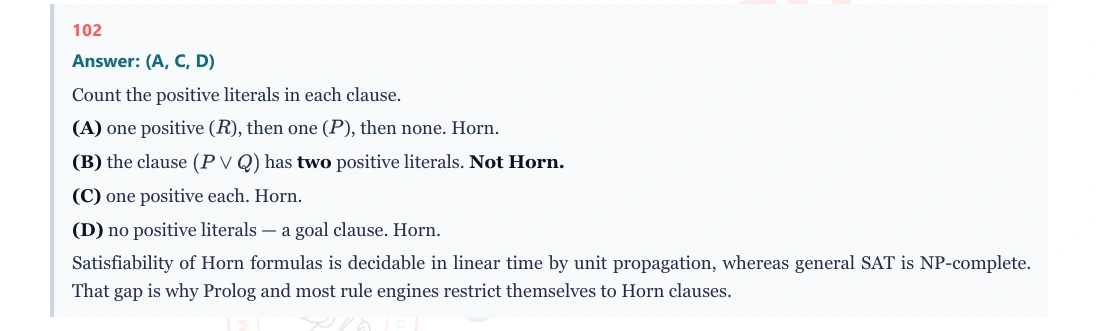 102
Answer: (A, C, D)
Count the positive literals in each clause.
(A) one positive (R), then one (P), then none. Horn.
(B) the clause (P ∨ Q) has two positive literals. Not Horn.
(C) one positive each. Horn.
(D) no positive literals — a goal clause. Horn.
Satisfiability of Horn formulas is decidable in linear time by unit propagation, whereas general SAT is NP-complete.
That gap is why Prolog and most rule engines restrict themselves to Horn clauses.